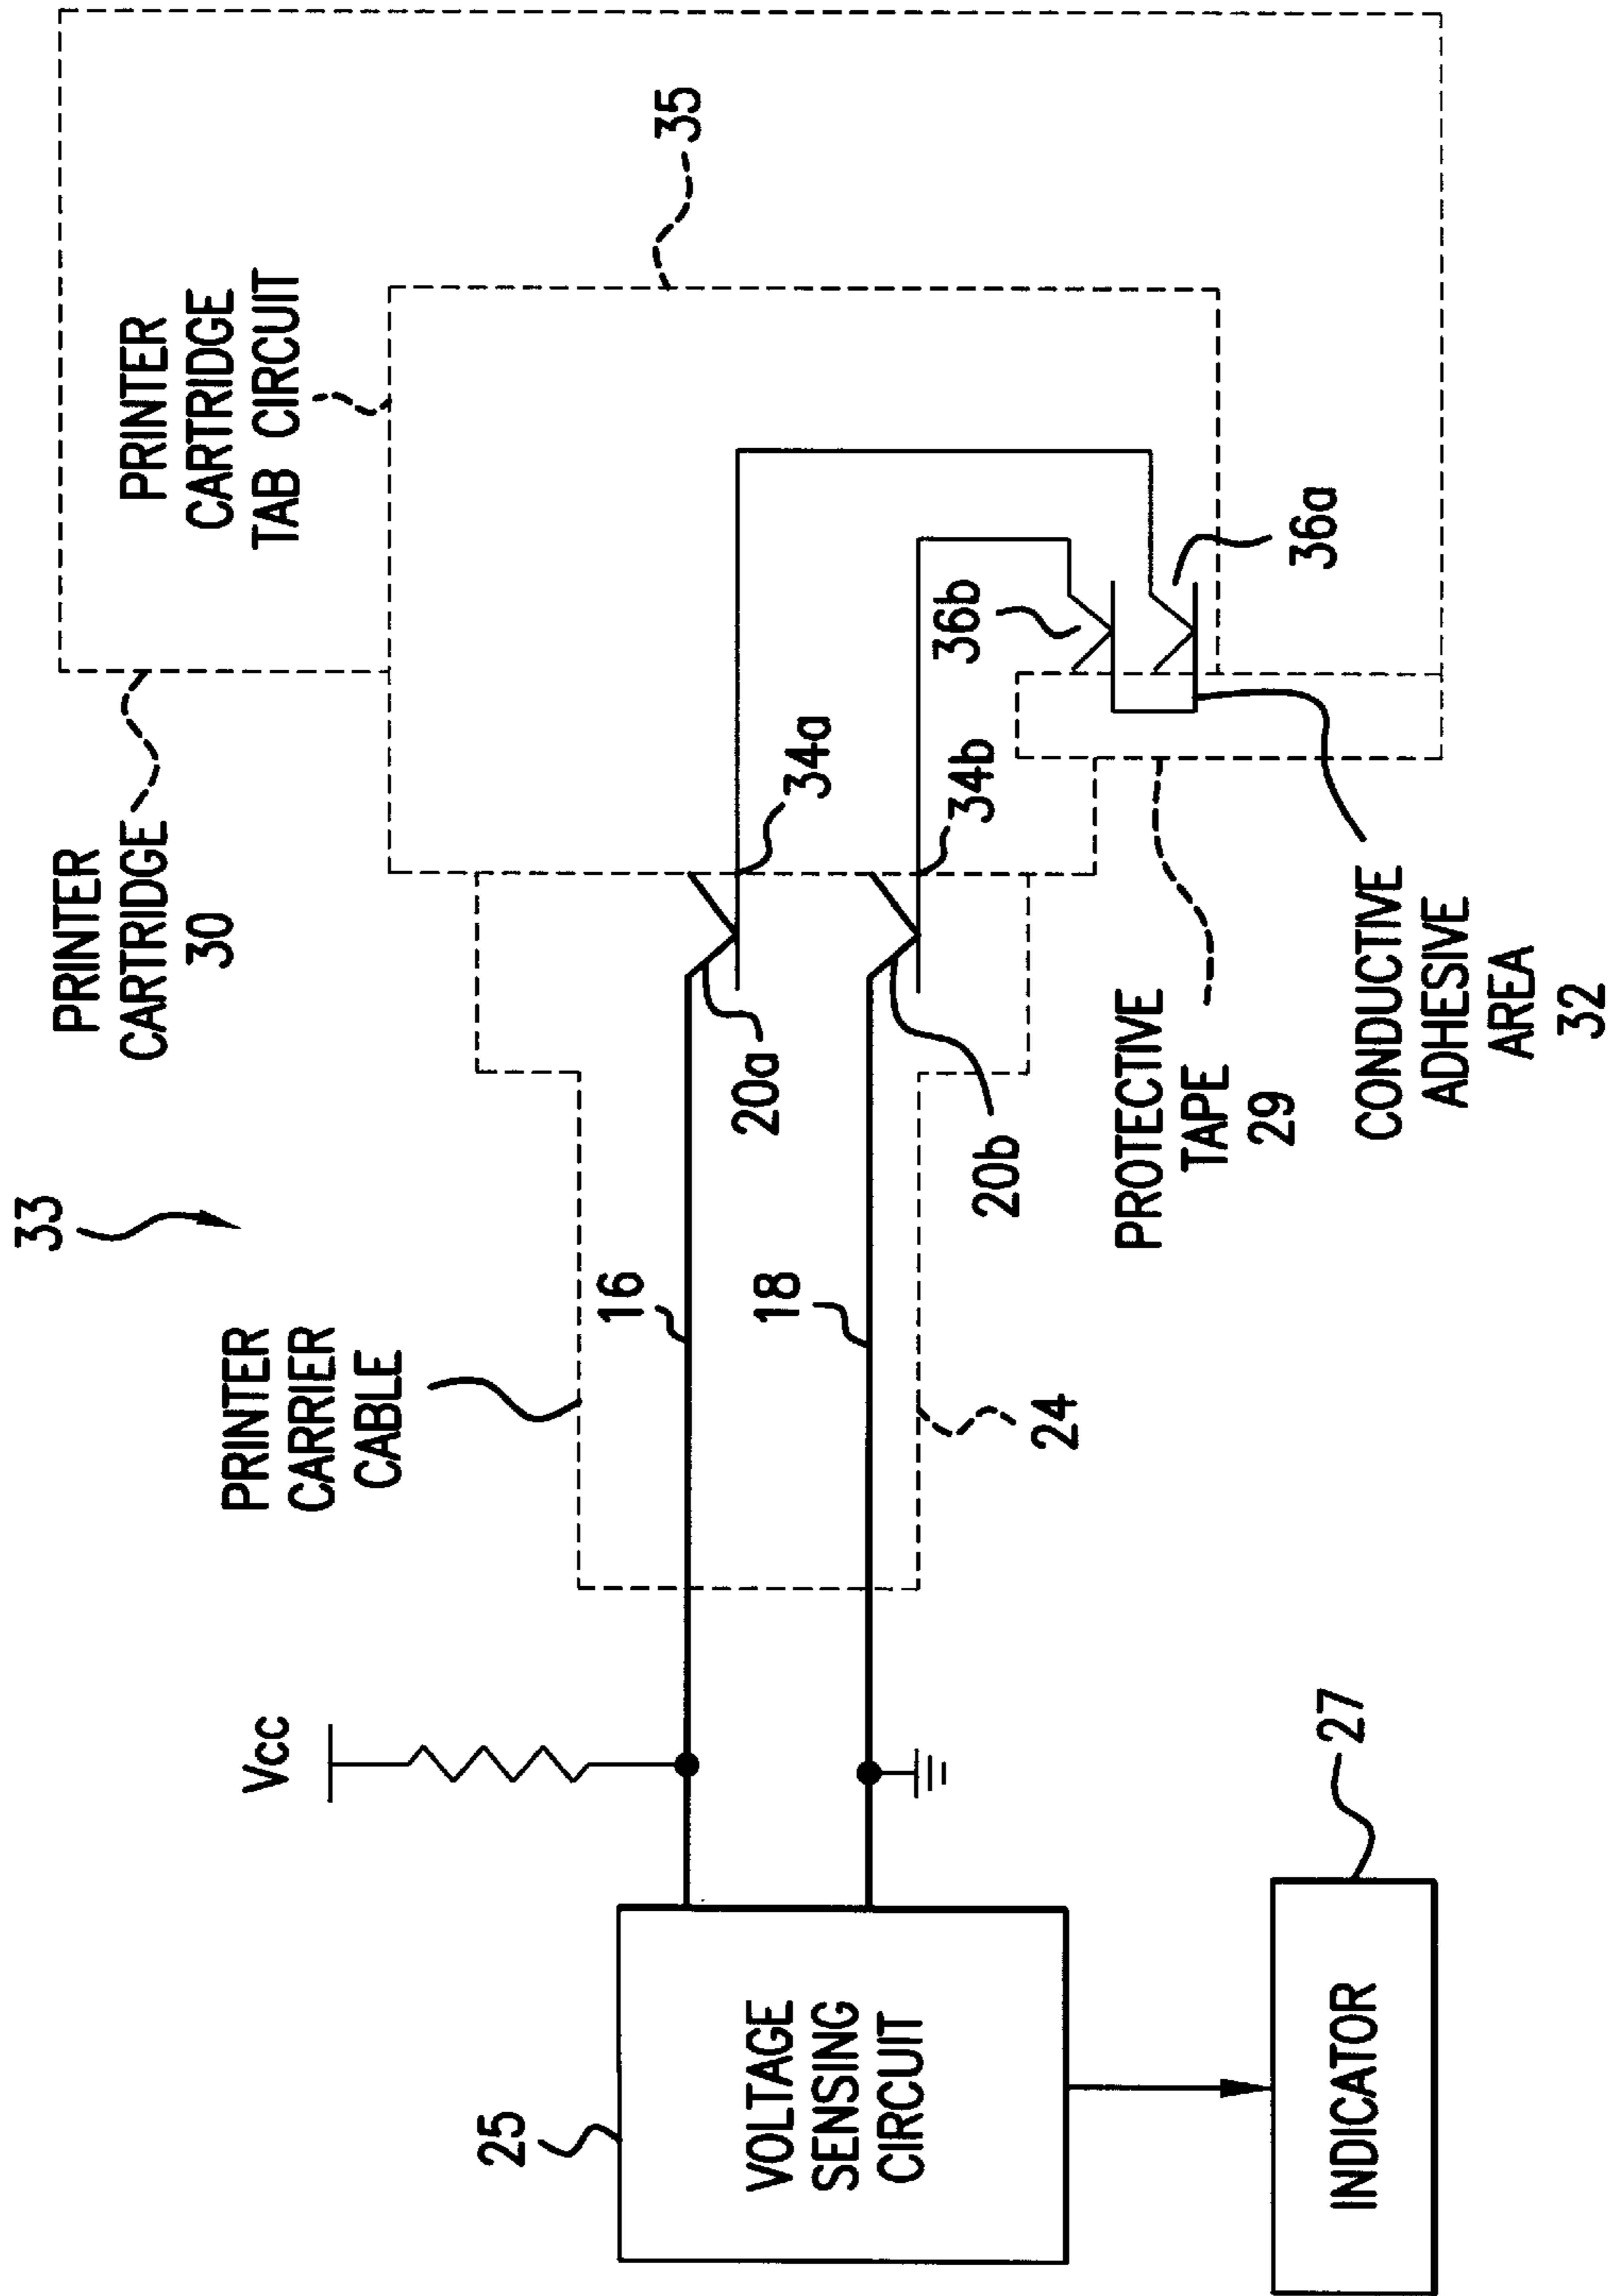 33
PRINTER
CARTRIDGE
30
PRINTER
CARTRIDGE
TAB CIRCUIT
35
PRINTER
CARRIER
CABLE
Vcc
16
18
20a
20b
34a
34b
36b
36a
24
25
VOLTAGE
SENSING
CIRCUIT
PROTECTIVE
TAPE
29
CONDUCTIVE
ADHESIVE
AREA
32
27
INDICATOR